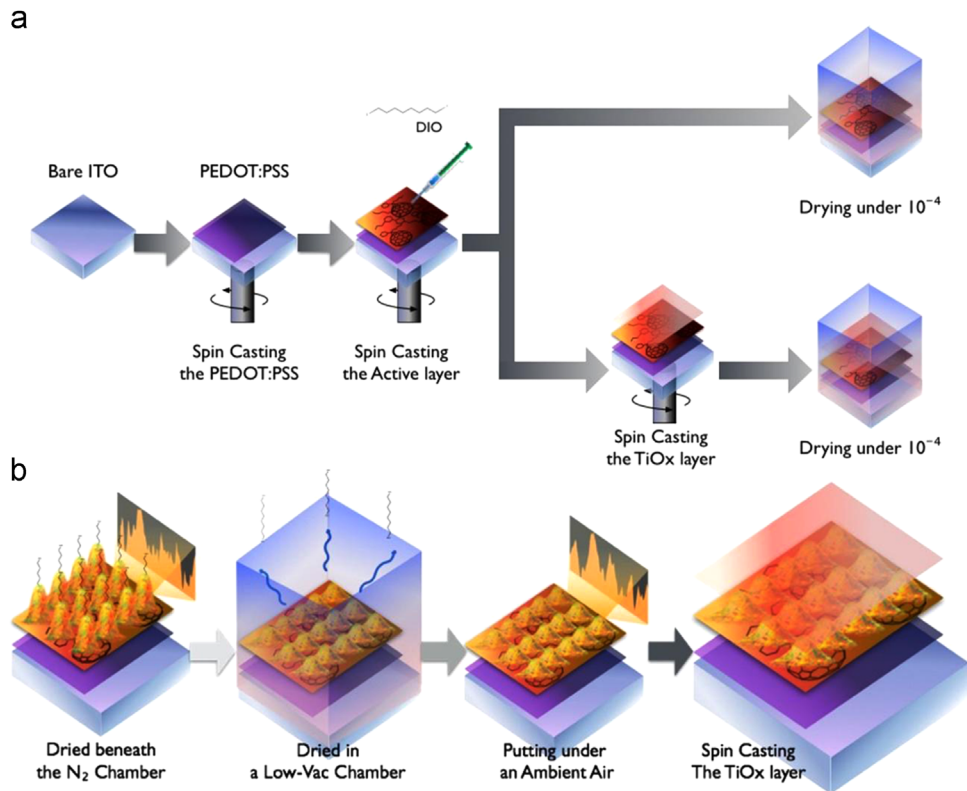 a
DIO
Bare ITO
PEDOT:PSS
Spin Casting
the PEDOT:PSS
Spin Casting
the Active layer
Drying under 10⁻⁴
Spin Casting
the TiOx layer
Drying under 10⁻⁴
b
Dried beneath
the N₂ Chamber
Dried in
a Low-Vac Chamber
Putting under
an Ambient Air
Spin Casting
The TiOx layer